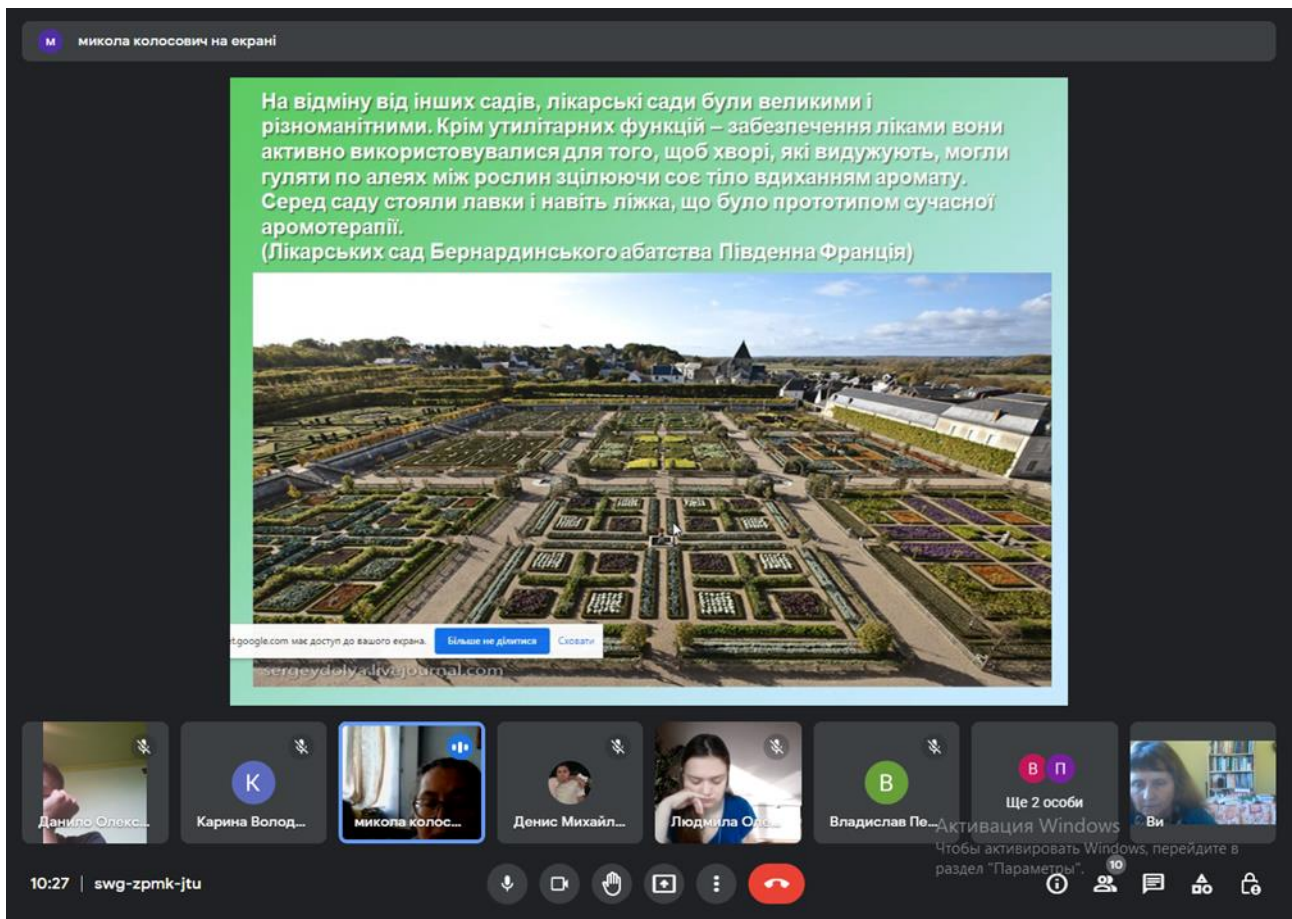 М микола колосович на екрані
На відміну від інших садів, лікарські сади були великими і
різноманітними. Крім утилітарних функцій – забезпечення ліками вони
активно використовувалися для того, щоб хворі, які видужують, могли
гуляти по алеях між рослин зцілюючи соє тіло вдиханням аромату.
Серед саду стояли лавки і навіть ліжка, що було прототипом сучасної
аромотерапії.
(Лікарських сад Бернардинського абатства Південна Франція)
et.google.com має доступ до вашого екрана. Більше не ділитися Сховати
sergeydolya.livejournal.com
К
В
В П
Ще 2 особи
Данило Олекс...
Карина Волод...
микола колос...
Денис Михайл...
Людмила Оле...
Владислав Пе...
Ви
Активация Windows
Чтобы активировать Windows, перейдите в
раздел "Параметры".
10:27 | swg-zpmk-jtu
10